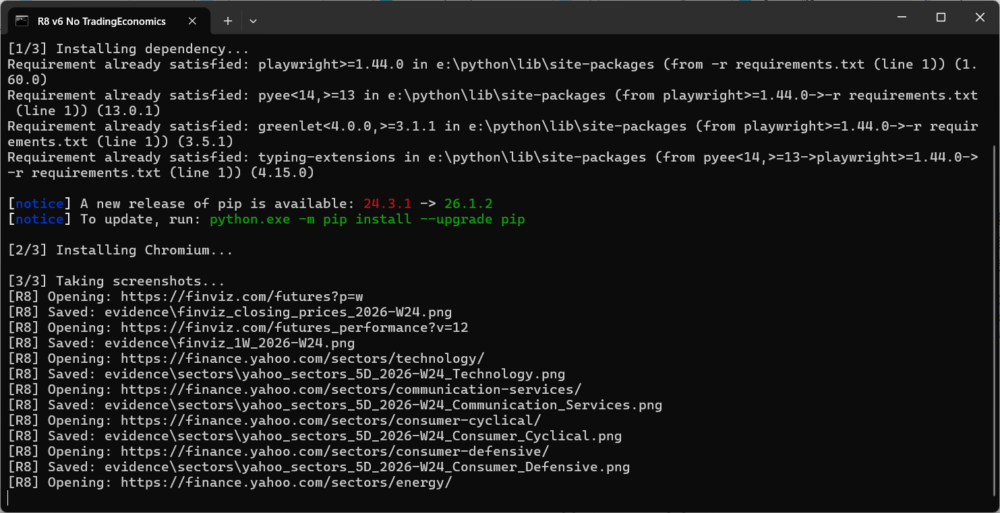 R8 v6 No TradingEconomics
[1/3] Installing dependency...
Requirement already satisfied: playwright>=1.44.0 in e:\python\lib\site-packages (from -r requirements.txt (line 1)) (1.
60.0)
Requirement already satisfied: pyee<14,>=13 in e:\python\lib\site-packages (from playwright>=1.44.0->-r requirements.txt
 (line 1)) (13.0.1)
Requirement already satisfied: greenlet<4.0.0,>=3.1.1 in e:\python\lib\site-packages (from playwright>=1.44.0->-r requir
ements.txt (line 1)) (3.5.1)
Requirement already satisfied: typing-extensions in e:\python\lib\site-packages (from pyee<14,>=13->playwright>=1.44.0->
-r requirements.txt (line 1)) (4.15.0)
[notice] A new release of pip is available: 24.3.1 -> 26.1.2
[notice] To update, run: python.exe -m pip install --upgrade pip
[2/3] Installing Chromium...
[3/3] Taking screenshots...
[R8] Opening: https://finviz.com/futures?p=w
[R8] Saved: evidence\finviz_closing_prices_2026-W24.png
[R8] Opening: https://finviz.com/futures_performance?v=12
[R8] Saved: evidence\finviz_1W_2026-W24.png
[R8] Opening: https://finance.yahoo.com/sectors/technology/
[R8] Saved: evidence\sectors\yahoo_sectors_5D_2026-W24_Technology.png
[R8] Opening: https://finance.yahoo.com/sectors/communication-services/
[R8] Saved: evidence\sectors\yahoo_sectors_5D_2026-W24_Communication_Services.png
[R8] Opening: https://finance.yahoo.com/sectors/consumer-cyclical/
[R8] Saved: evidence\sectors\yahoo_sectors_5D_2026-W24_Consumer_Cyclical.png
[R8] Opening: https://finance.yahoo.com/sectors/consumer-defensive/
[R8] Saved: evidence\sectors\yahoo_sectors_5D_2026-W24_Consumer_Defensive.png
[R8] Opening: https://finance.yahoo.com/sectors/energy/